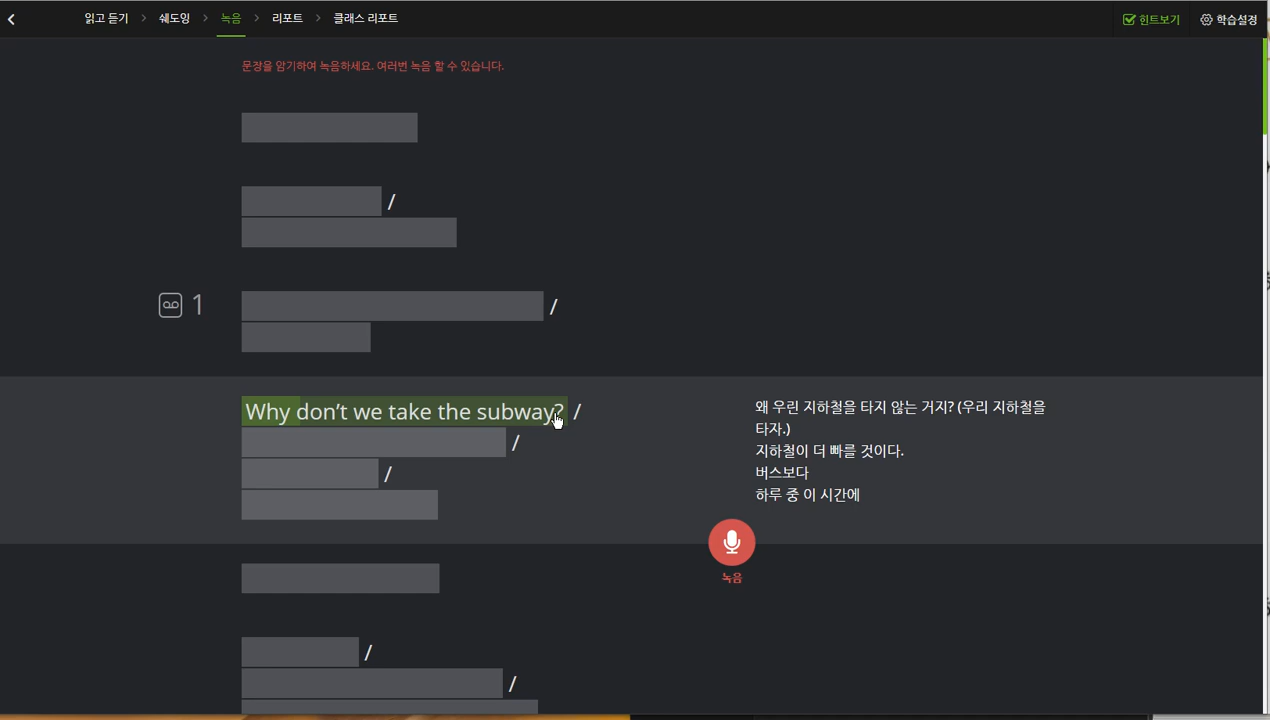 읽고 듣기 > 쉐도잉 > 녹음 > 리포트 > 클래스 리포트 힌트보기 학습설정
문장을 암기하여 녹음하세요. 여러번 녹음 할 수 있습니다.
/
1 /
Why don't we take the subway? /
/
/
왜 우린 지하철을 타지 않는 거지? (우리 지하철을
타자.)
지하철이 더 빠를 것이다.
버스보다
하루 중 이 시간에
녹음
/
/